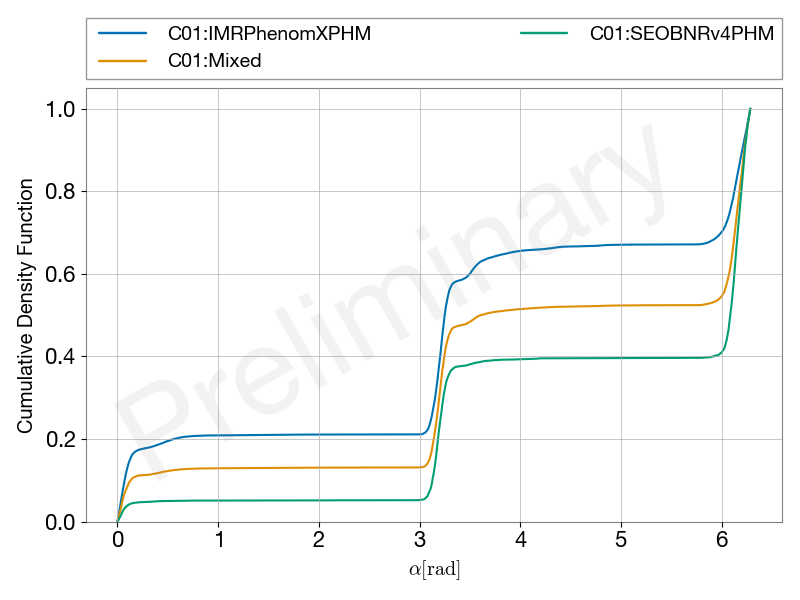 C01:IMRPhenomXPHM
C01:Mixed
C01:SEOBNRv4PHM
Preliminary
Cumulative Density Function
1.0
0.8
0.6
0.4
0.2
0.0
0 1 2 3 4 5 6
α[rad]